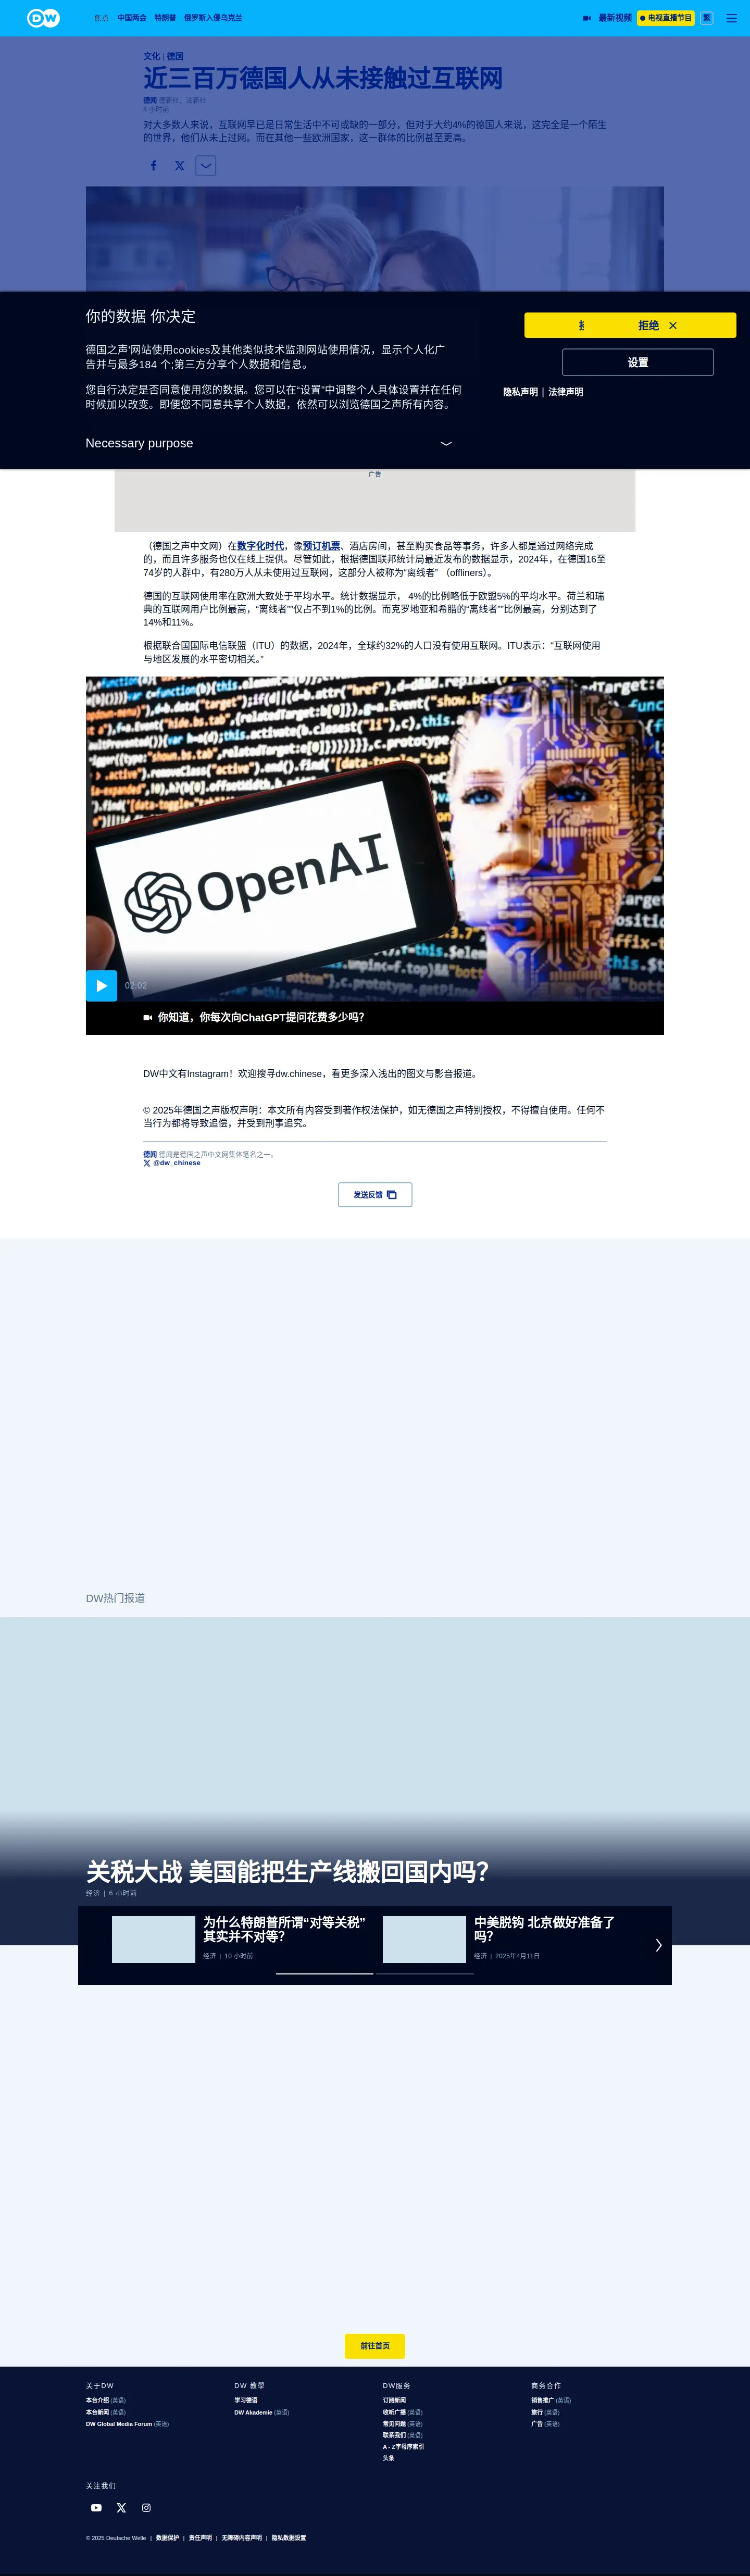 DW
焦点 中国两会 特朗普 俄罗斯入侵乌克兰
最新视频 电视直播节目 繁
文化 | 德国
近三百万德国人从未接触过互联网
德闻 德新社，法新社
4 小时前
对大多数人来说，互联网早已是日常生活中不可或缺的一部分，但对于大约4%的德国人来说，这完全是一个陌生
的世界，他们从未上过网。而在其他一些欧洲国家，这一群体的比例甚至更高。
你的数据 你决定
德国之声'网站使用cookies及其他类似技术监测网站使用情况，显示个人化广
告并与最多184 个;第三方分享个人数据和信息。
您自行决定是否同意使用您的数据。您可以在“设置”中调整个人具体设置并在任何
时候加以改变。即便您不同意共享个人数据，依然可以浏览德国之声所有内容。
Necessary purpose
拒绝
设置
隐私声明 | 法律声明
广告
（德国之声中文网）在数字化时代，像预订机票、酒店房间，甚至购买食品等事务，许多人都是通过网络完成
的，而且许多服务也仅在线上提供。尽管如此，根据德国联邦统计局最近发布的数据显示，2024年，在德国16至
74岁的人群中，有280万人从未使用过互联网，这部分人被称为“离线者” （offliners）。
德国的互联网使用率在欧洲大致处于平均水平。统计数据显示， 4%的比例略低于欧盟5%的平均水平。荷兰和瑞
典的互联网用户比例最高，“离线者”“仅占不到1%的比例。而克罗地亚和希腊的“离线者”“比例最高，分别达到了
14%和11%。
根据联合国国际电信联盟（ITU）的数据，2024年，全球约32%的人口没有使用互联网。ITU表示：“互联网使用
与地区发展的水平密切相关。”
OpenAI
02:02
你知道，你每次向ChatGPT提问花费多少吗？
DW中文有Instagram！欢迎搜寻dw.chinese，看更多深入浅出的图文与影音报道。
© 2025年德国之声版权声明：本文所有内容受到著作权法保护，如无德国之声特别授权，不得擅自使用。任何不
当行为都将导致追偿，并受到刑事追究。
德闻 德闻是德国之声中文网集体笔名之一。
@dw_chinese
发送反馈
DW热门报道
关税大战 美国能把生产线搬回国内吗？
经济 | 6 小时前
为什么特朗普所谓“对等关税”
其实并不对等？
经济 | 10 小时前
中美脱钩 北京做好准备了
吗？
经济 | 2025年4月11日
前往首页
关于DW
本台介绍 (英语)
本台新闻 (英语)
DW Global Media Forum (英语)
DW 教學
学习德语
DW Akademie (英语)
DW服务
订阅新闻
收听广播 (英语)
常见问题 (英语)
联系我们 (英语)
A - Z字母序索引
头条
商务合作
销售推广 (英语)
旅行 (英语)
广告 (英语)
关注我们
© 2025 Deutsche Welle | 数据保护 | 责任声明 | 无障碍内容声明 | 隐私数据设置